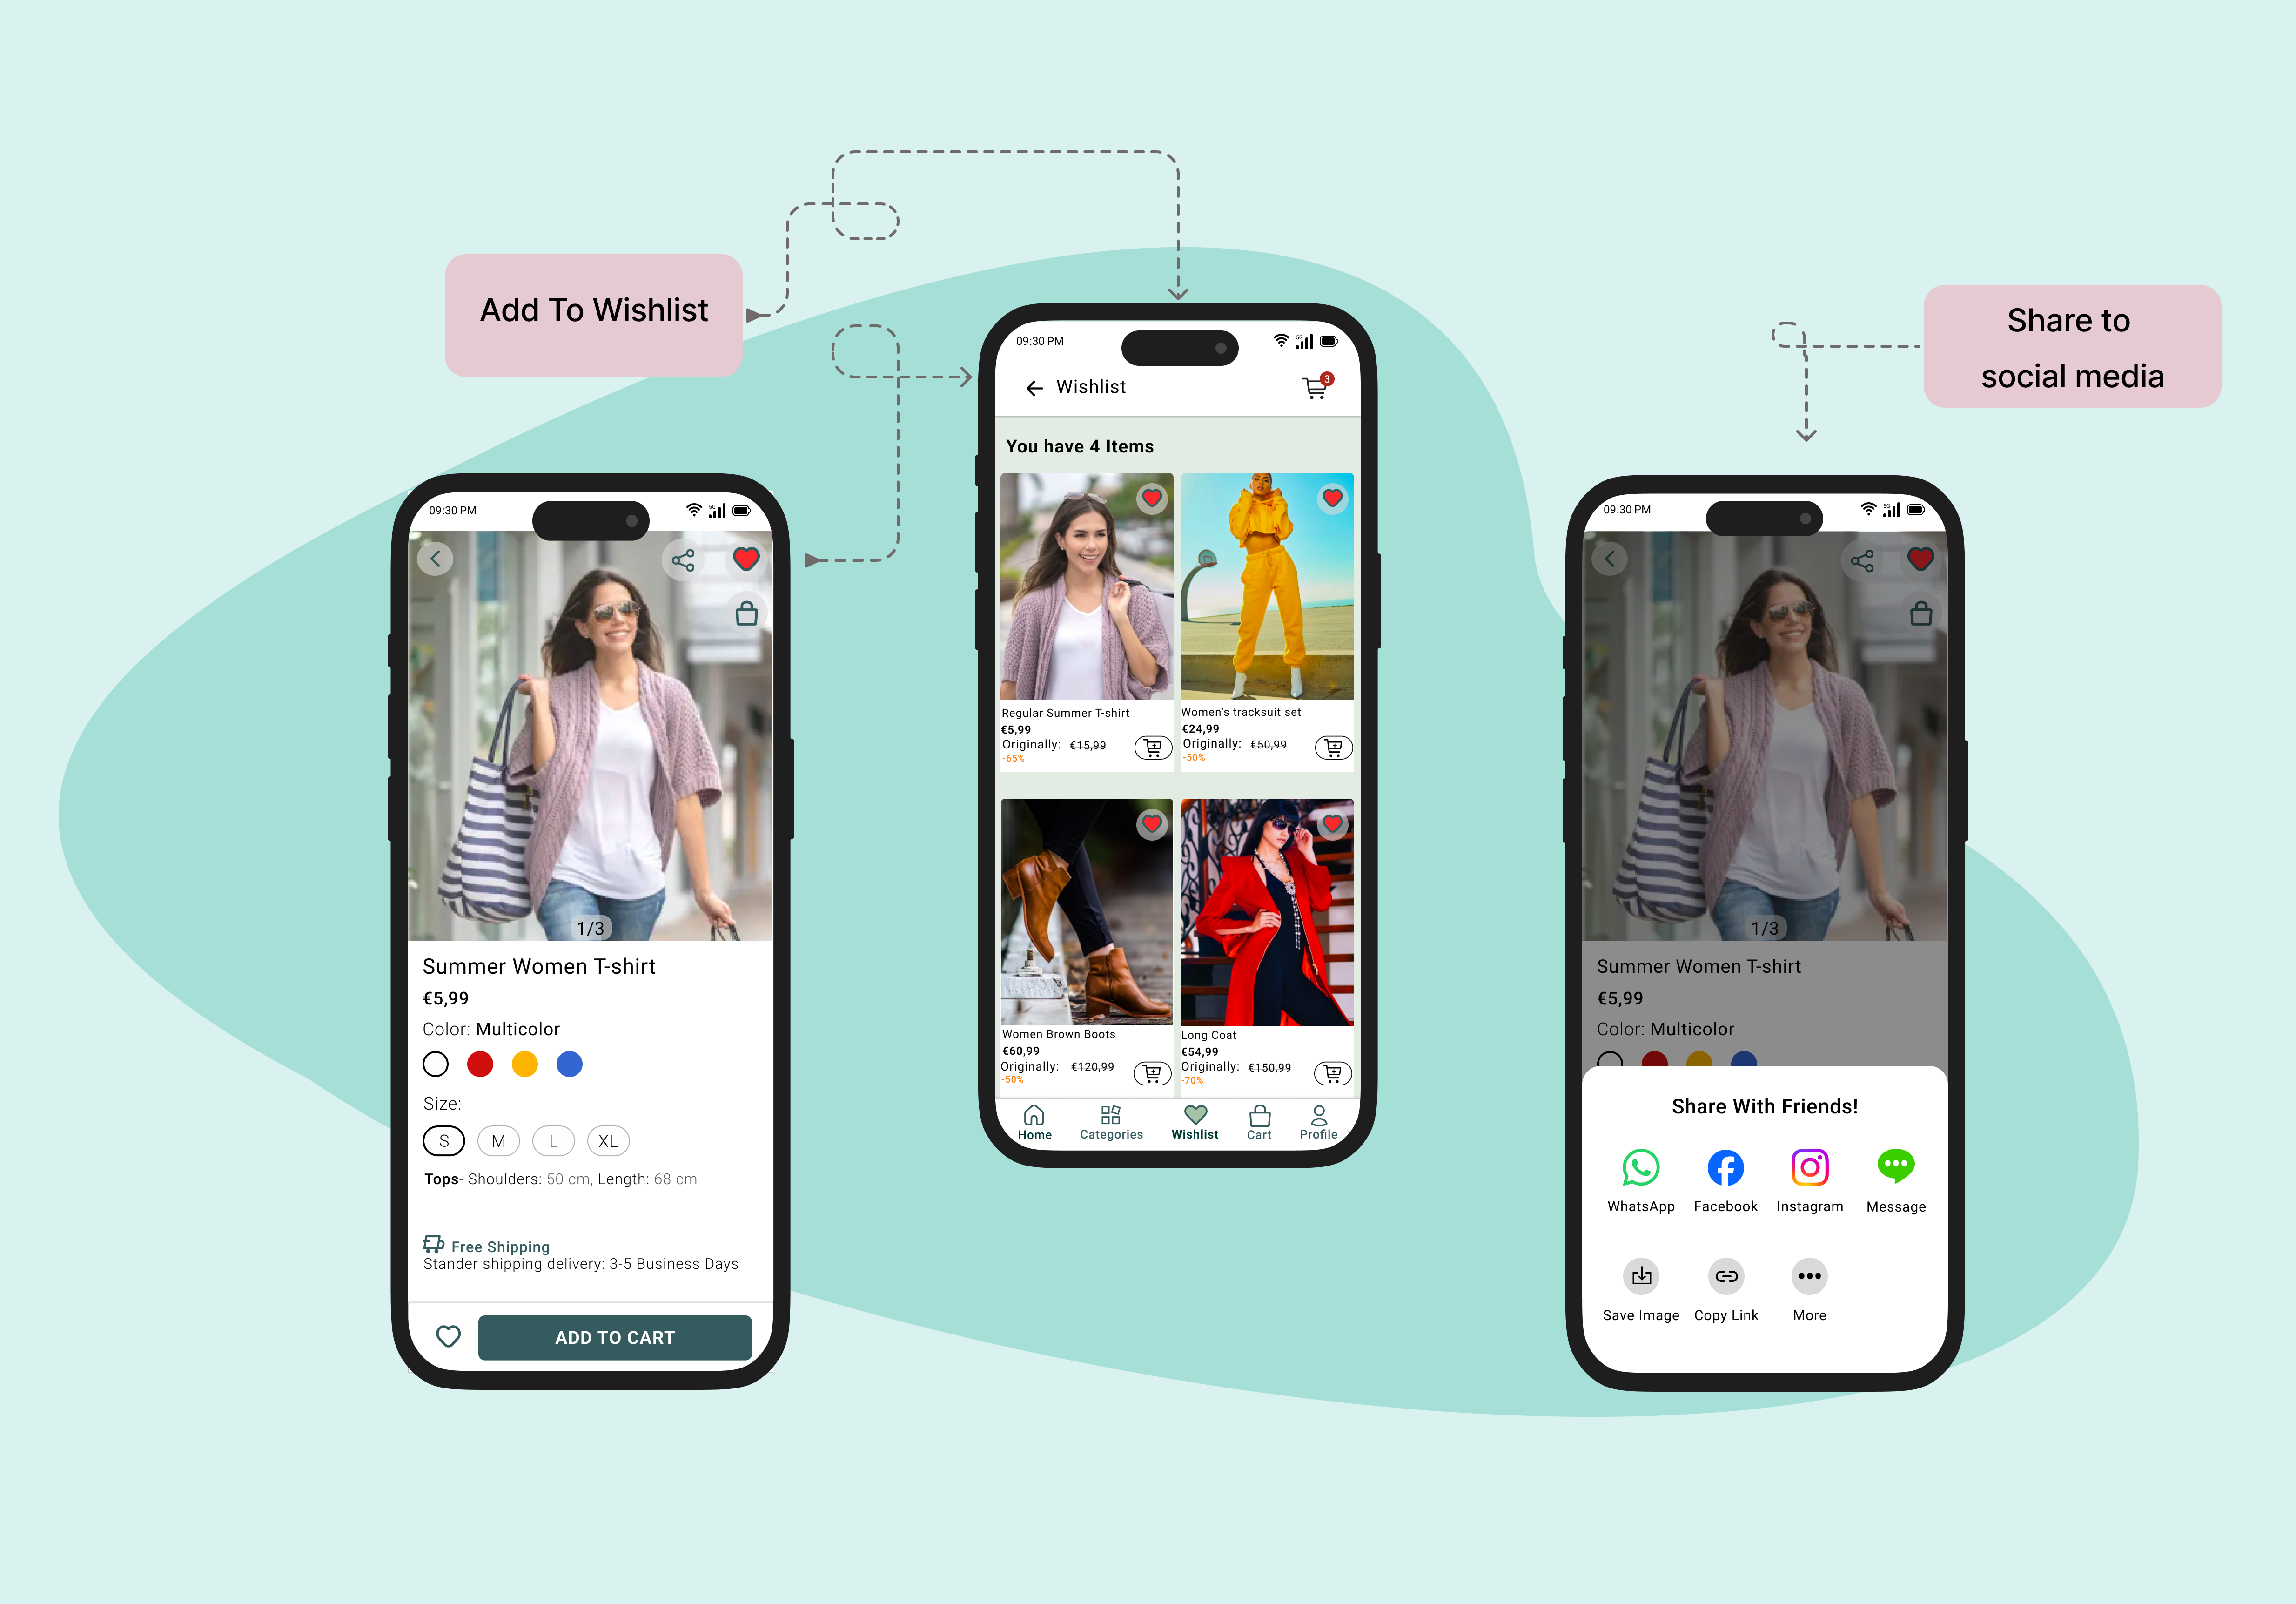 Add To Wishlist
Share to
social media
09:30 PM
5G
1/3
Summer Women T-shirt
€5,99
Color: Multicolor
Size:
S M L XL
Tops- Shoulders: 50 cm, Length: 68 cm
Free Shipping
Stander shipping delivery: 3-5 Business Days
ADD TO CART
09:30 PM
5G
Wishlist
3
You have 4 Items
Regular Summer T-shirt
€5,99
Originally: €15,99
-65%
Women's tracksuit set
€24,99
Originally: €50,99
-50%
Women Brown Boots
€60,99
Originally: €120,99
-50%
Long Coat
€54,99
Originally: €150,99
-70%
Home Categories Wishlist Cart Profile
09:30 PM
5G
1/3
Summer Women T-shirt
€5,99
Color: Multicolor
Share With Friends!
WhatsApp Facebook Instagram Message
Save Image Copy Link More